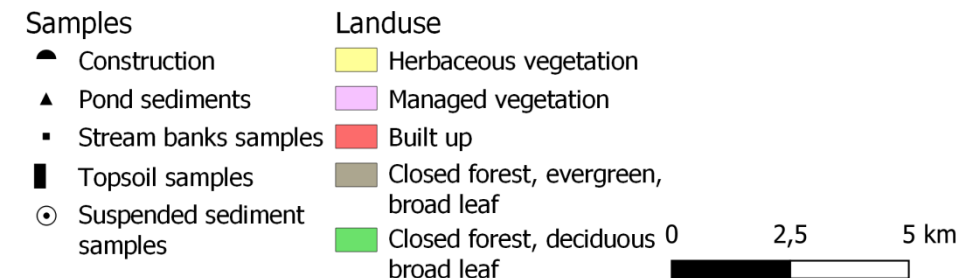 Samples
Construction
Pond sediments
Stream banks samples
Topsoil samples
Suspended sediment
samples
Landuse
Herbaceous vegetation
Managed vegetation
Built up
Closed forest, evergreen,
broad leaf
Closed forest, deciduous
broad leaf
0 2,5 5 km